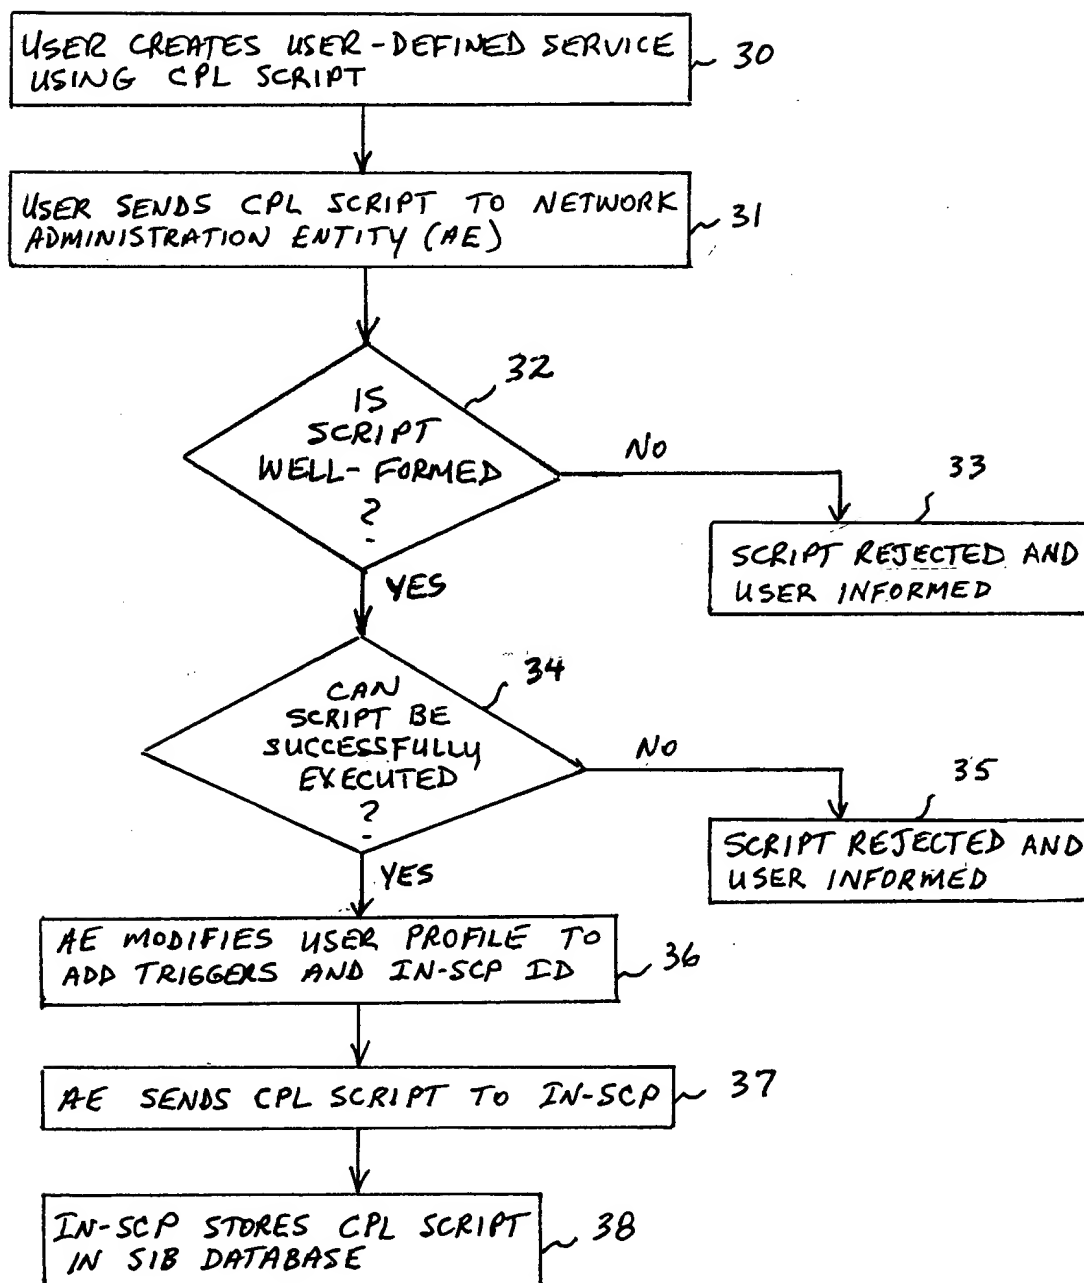 USER CREATES USER-DEFINED SERVICE
USING CPL SCRIPT
30
USER SENDS CPL SCRIPT TO NETWORK
ADMINISTRATION ENTITY (AE)
31
32
IS
SCRIPT
WELL-FORMED
?
NO
33
SCRIPT REJECTED AND
USER INFORMED
YES
34
CAN
SCRIPT BE
SUCCESSFULLY
EXECUTED
?
NO
35
SCRIPT REJECTED AND
USER INFORMED
YES
AE MODIFIES USER PROFILE TO
ADD TRIGGERS AND IN-SCP ID
36
AE SENDS CPL SCRIPT TO IN-SCP
37
IN-SCP STORES CPL SCRIPT
IN SIB DATABASE
38